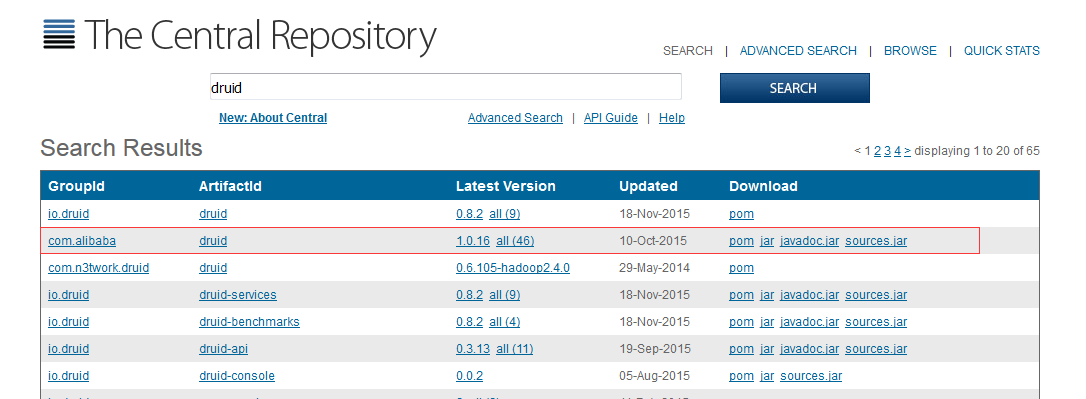 The Central Repository
SEARCH | ADVANCED SEARCH | BROWSE | QUICK STATS
druid SEARCH
New: About Central Advanced Search | API Guide | Help
Search Results < 1 2 3 4 > displaying 1 to 20 of 65
GroupId ArtifactId Latest Version Updated Download
io.druid druid 0.8.2 all (9) 18-Nov-2015 pom
com.alibaba druid 1.0.16 all (46) 10-Oct-2015 pom jar javadoc.jar sources.jar
com.n3twork.druid druid 0.6.105-hadoop2.4.0 29-May-2014 pom
io.druid druid-services 0.8.2 all (9) 18-Nov-2015 pom jar javadoc.jar sources.jar
io.druid druid-benchmarks 0.8.2 all (4) 18-Nov-2015 pom jar javadoc.jar sources.jar
io.druid druid-api 0.3.13 all (11) 19-Sep-2015 pom jar javadoc.jar sources.jar
io.druid druid-console 0.0.2 05-Aug-2015 pom jar sources.jar